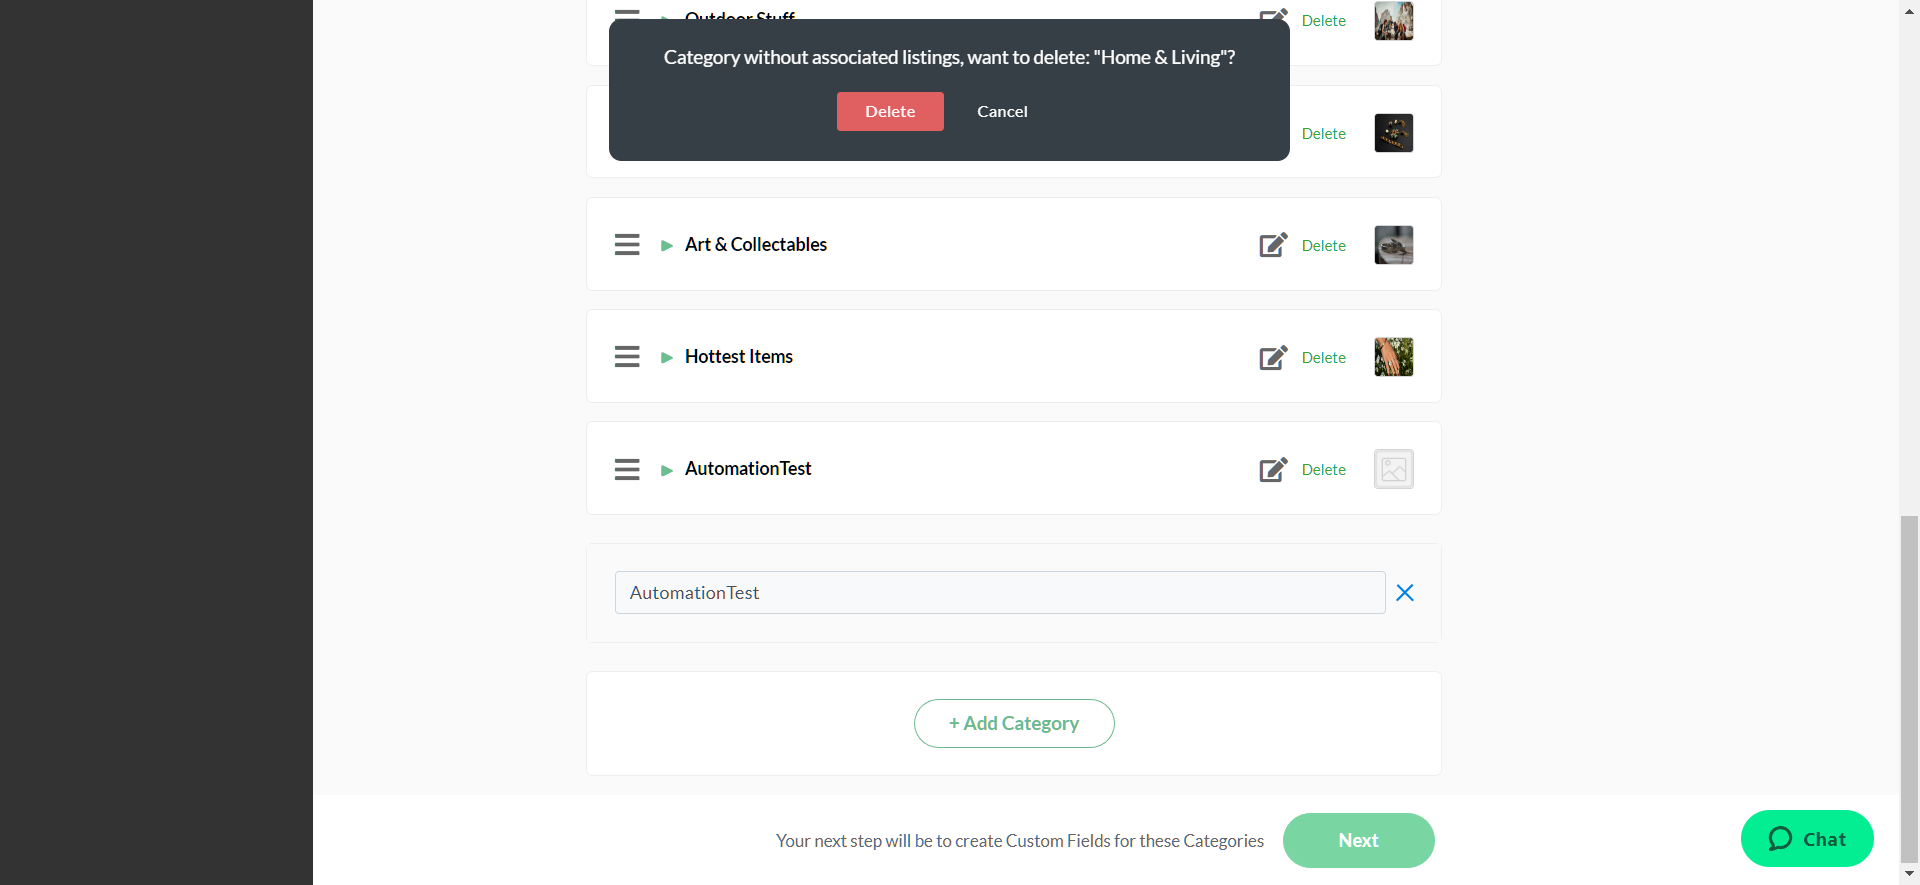 Outdoor Stuff
Delete
Category without associated listings, want to delete: "Home & Living"?
Delete
Cancel
Delete
Art & Collectables
Delete
Hottest Items
Delete
AutomationTest
Delete
AutomationTest
+ Add Category
Your next step will be to create Custom Fields for these Categories
Next
Chat